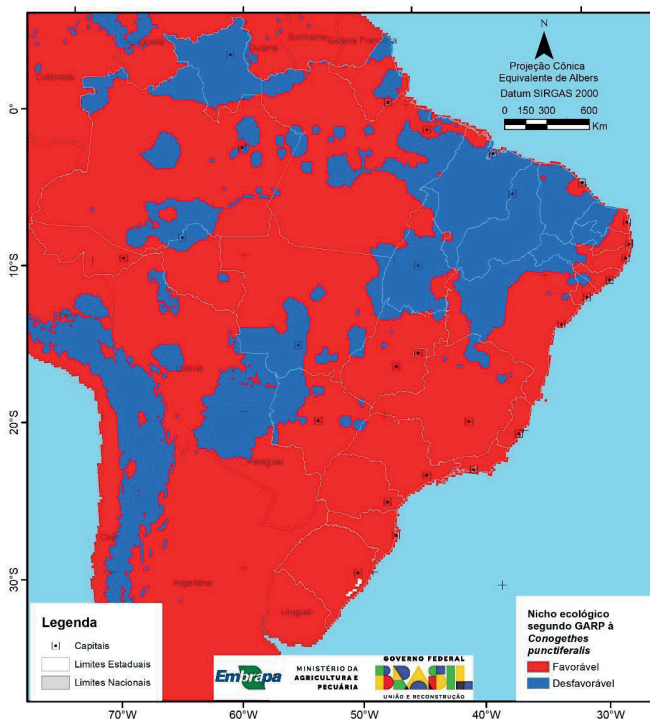 N
Projeção Cônica
Equivalente de Albers
Datum SIRGAS 2000
0 150 300 600
Km
Suriname
Guiana Francesa
Guiana
Colômbia
0°
10°S
Bolívia
20°S
Paraguai
Chile
30°S
Argentina
Uruguai
Legenda
Capitais
Limites Estaduais
Limites Nacionais
Embrapa
MINISTÉRIO DA
AGRICULTURA E
PECUÁRIA
GOVERNO FEDERAL
BRASIL
UNIÃO E RECONSTRUÇÃO
Nicho ecológico
segundo GARP à
Conogethes
punctiferalis
Favorável
Desfavorável
70°W 60°W 50°W 40°W 30°W